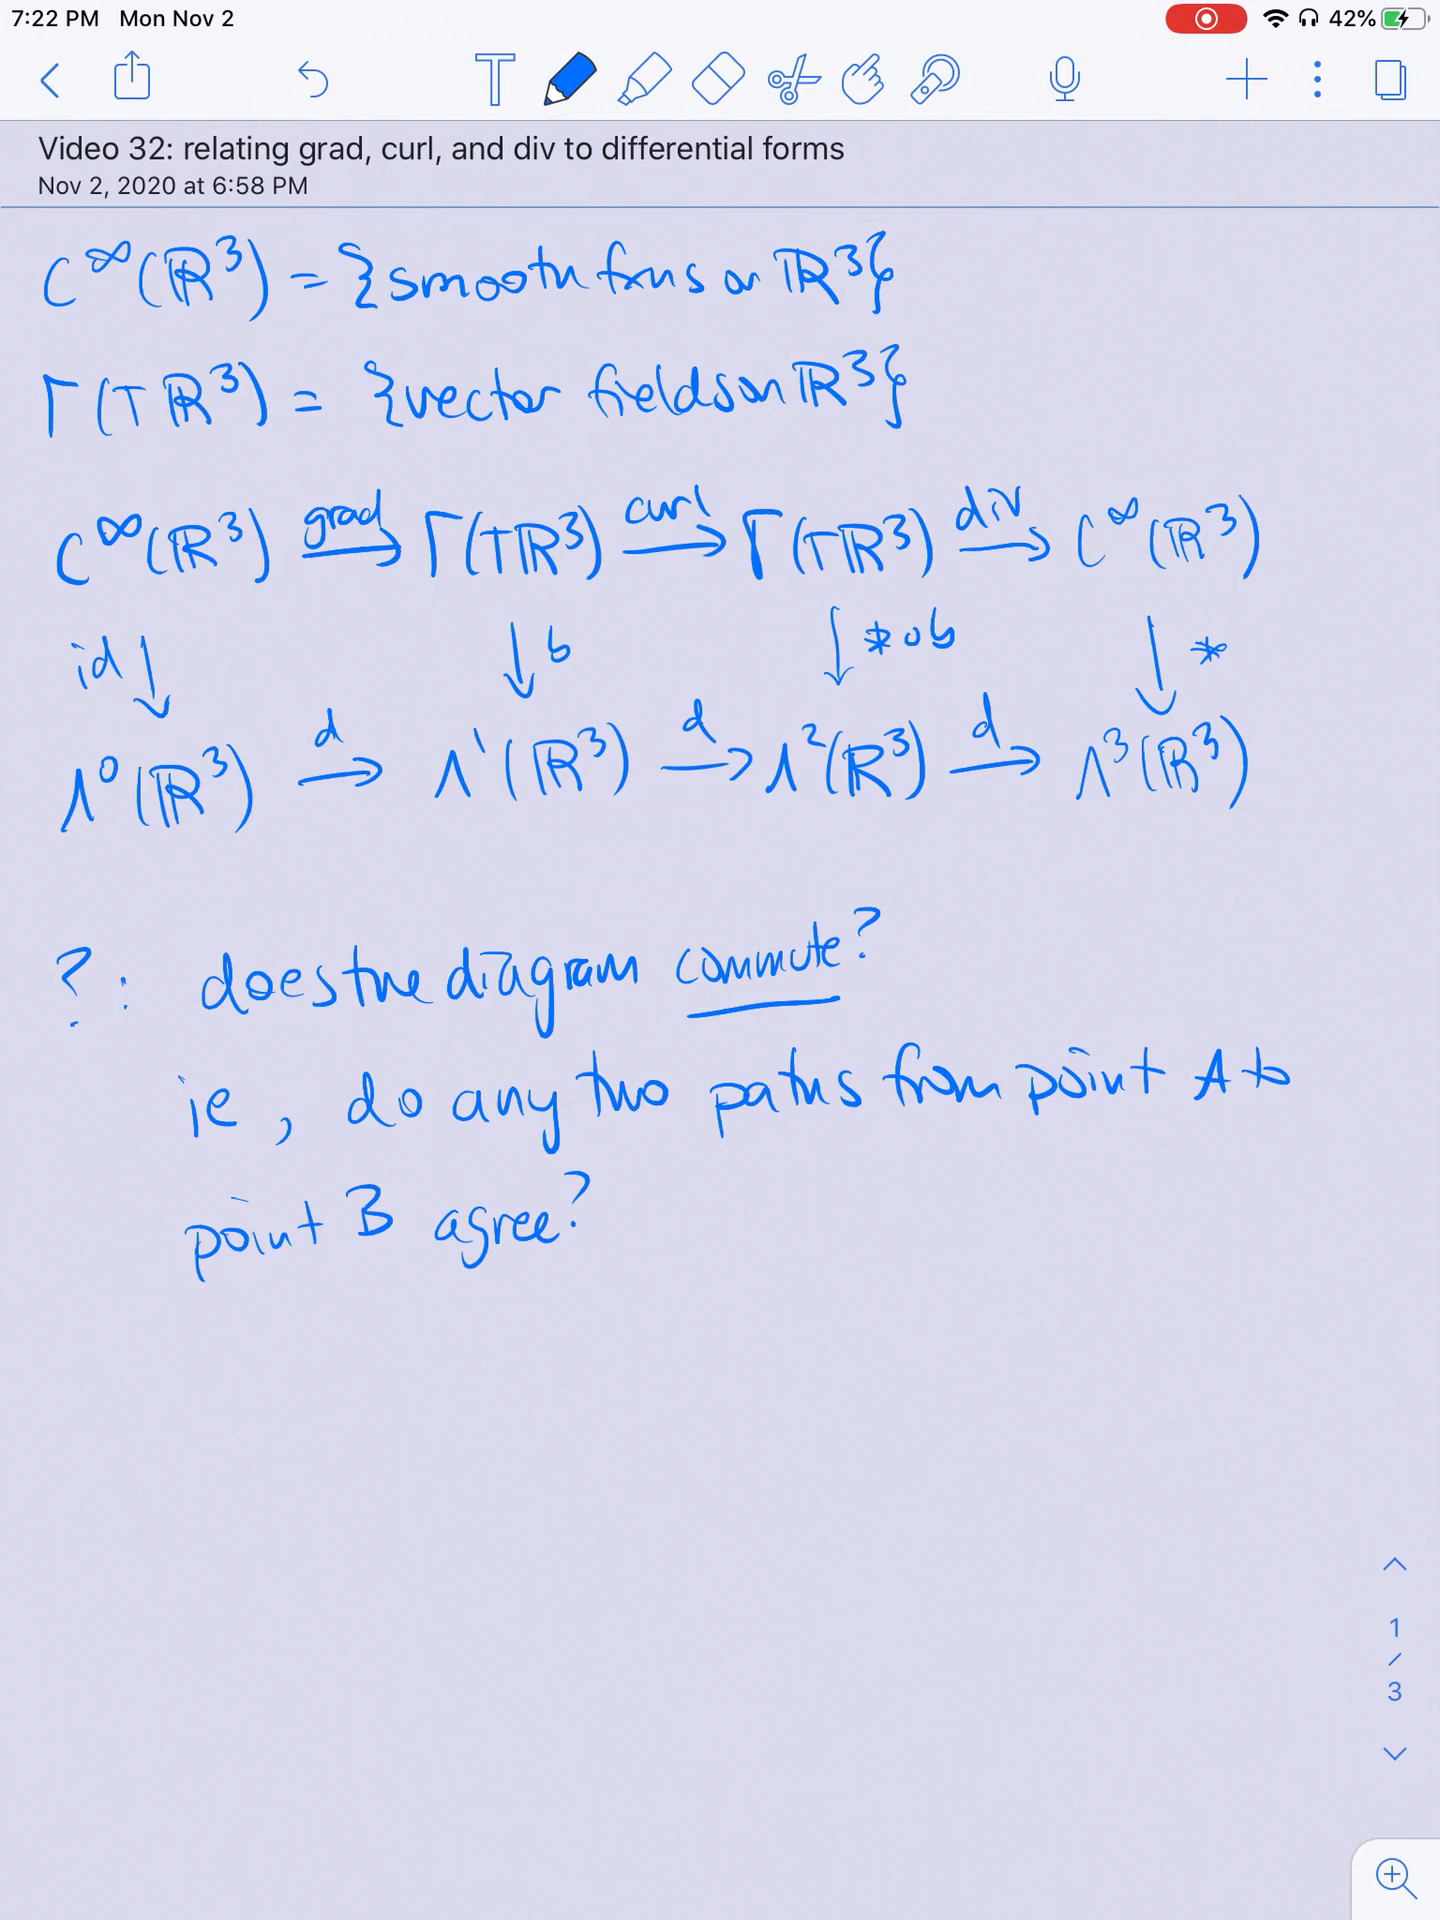 7:22 PM Mon Nov 2 42%
T
Video 32: relating grad, curl, and div to differential forms
Nov 2, 2020 at 6:58 PM
C^∞(ℝ³) = {smooth fxns on ℝ³}
Γ(Tℝ³) = {vector fields on ℝ³}
C^∞(ℝ³) grad→ Γ(Tℝ³) curl→ Γ(Tℝ³) div→ C^∞(ℝ³)
id↓ ↓♭ ↓*∘♭ ↓*
Λ⁰(ℝ³) d→ Λ¹(ℝ³) d→ Λ²(ℝ³) d→ Λ³(ℝ³)
?: does the diagram commute?
ie, do any two paths from point A to
point B agree?
1
/
3